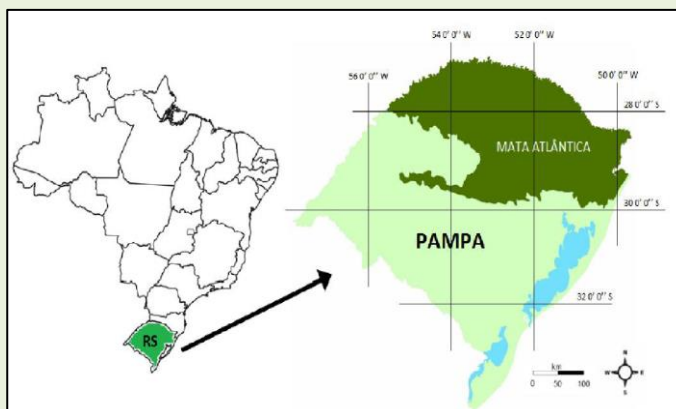 54 0' 0'' W
52 0' 0'' W
56 0' 0'' W
50 0' 0'' W
28 0' 0'' S
MATA ATLÂNTICA
30 0' 0'' S
PAMPA
32 0' 0'' S
RS
km
0 50 100
N
W E
S